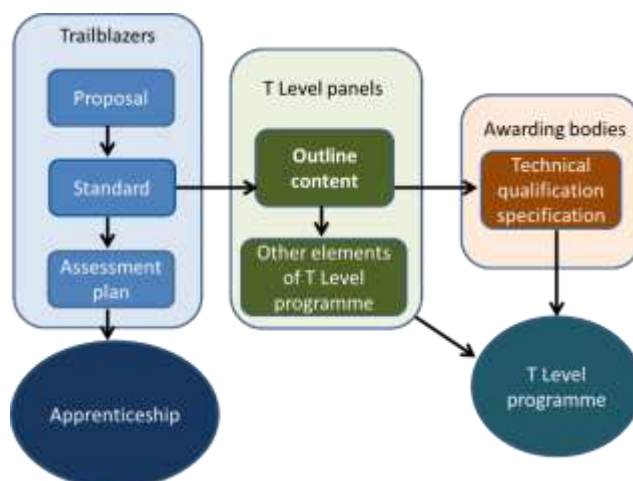 Trailblazers
Proposal
Standard
Assessment
plan
Apprenticeship
T Level panels
Outline
content
Other elements
of T Level
programme
Awarding bodies
Technical
qualification
specification
T Level
programme